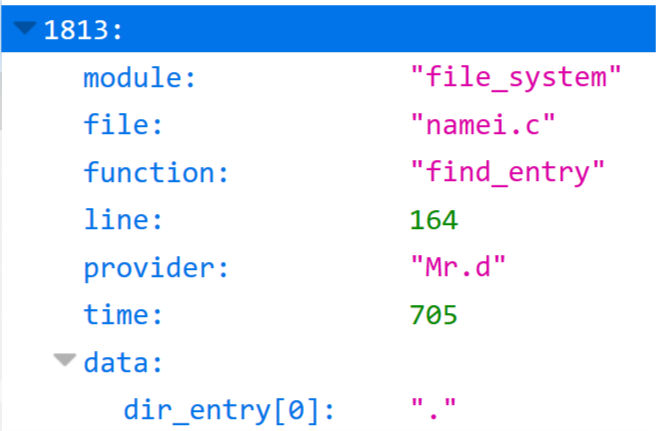 1813:
module: "file_system"
file: "namei.c"
function: "find_entry"
line: 164
provider: "Mr.d"
time: 705
data:
dir_entry[0]: "."